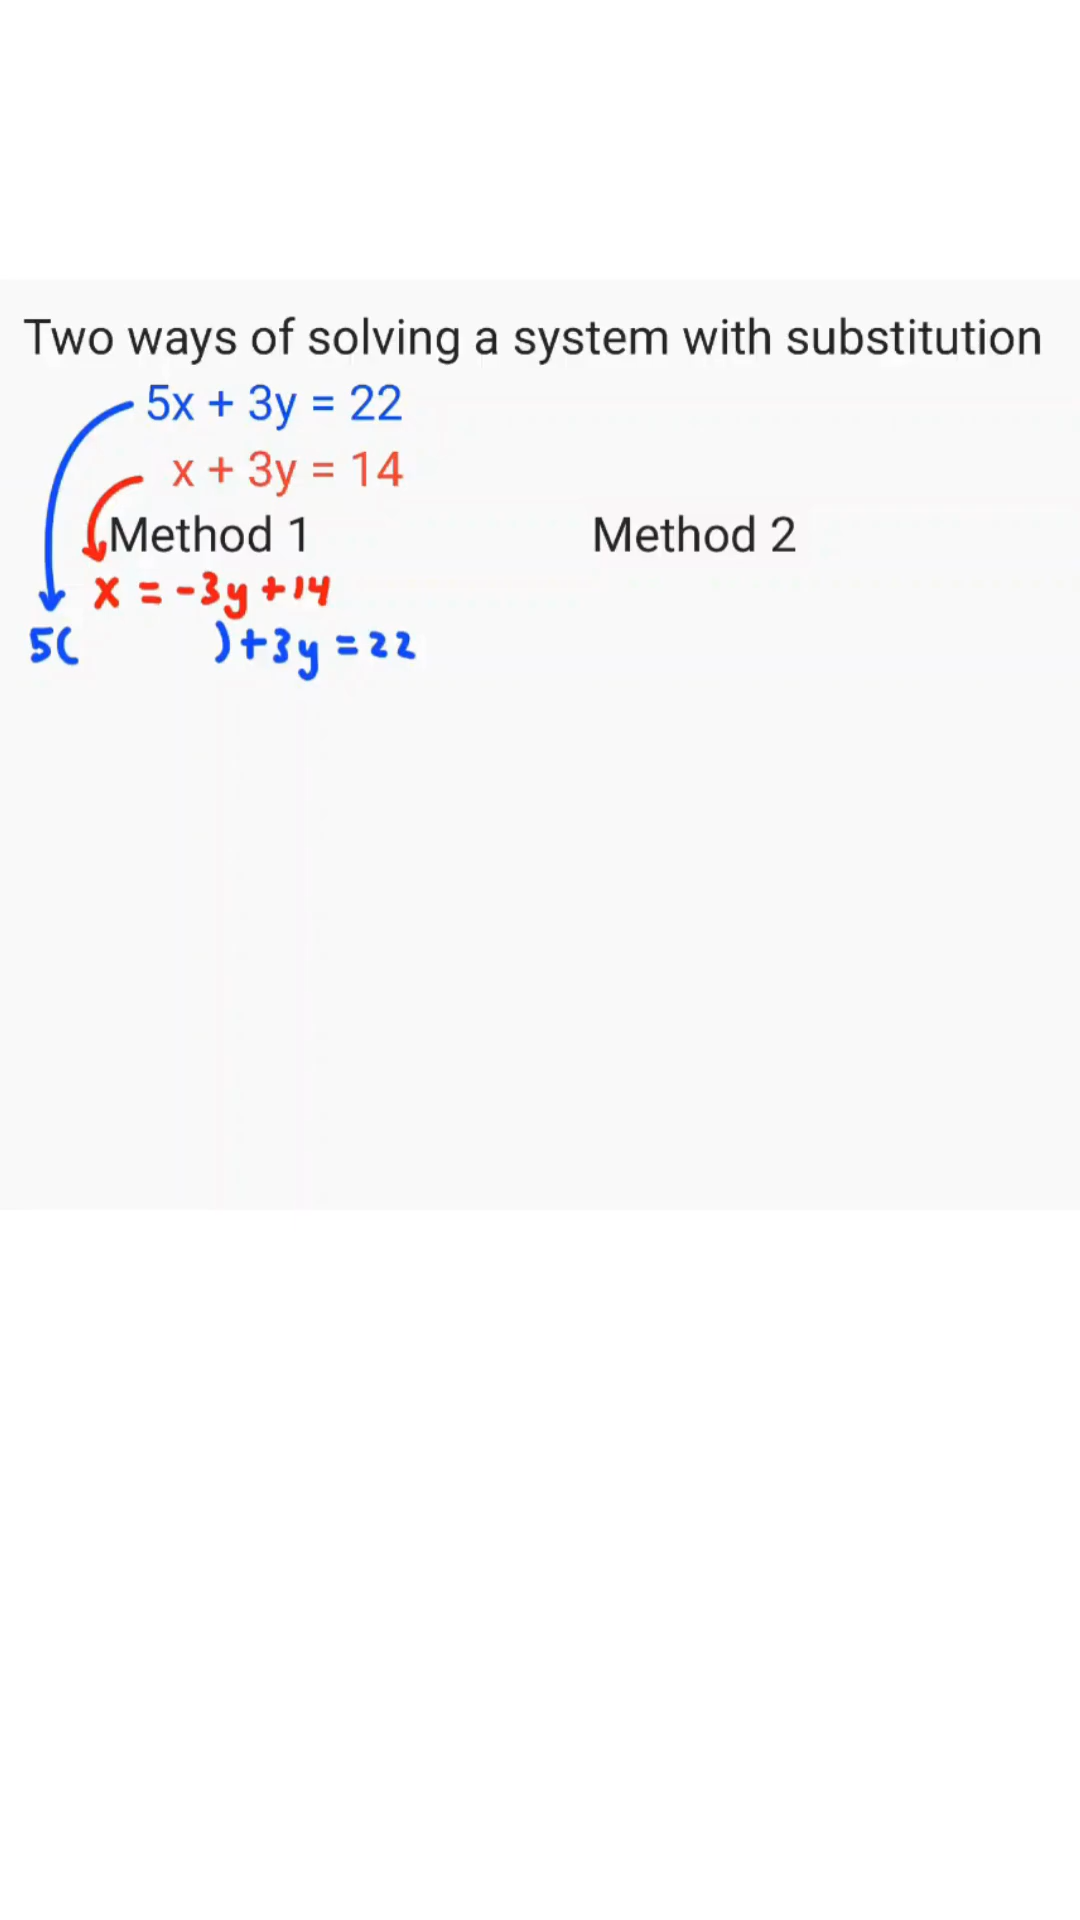 Two ways of solving a system with substitution
5x + 3y = 22
x + 3y = 14
Method 1
Method 2
x = -3y + 14
5(        ) + 3y = 22